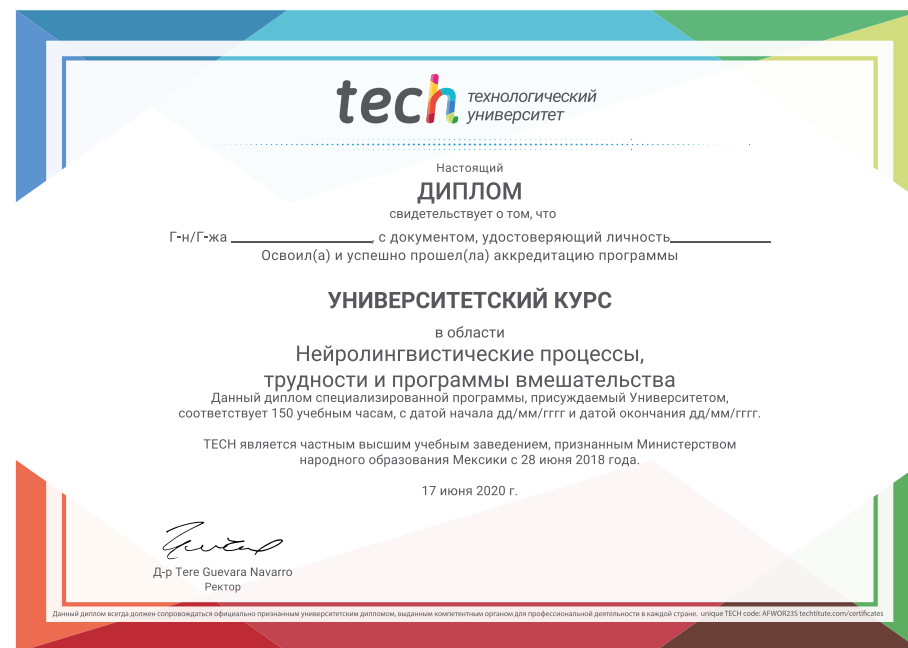 tech технологический
университет
Настоящий
ДИПЛОМ
свидетельствует о том, что
Г-н/Г-жа ____________________, с документом, удостоверяющий личность______________
Освоил(а) и успешно прошел(ла) аккредитацию программы
УНИВЕРСИТЕТСКИЙ КУРС
в области
Нейролингвистические процессы,
трудности и программы вмешательства
Данный диплом специализированной программы, присуждаемый Университетом,
соответствует 150 учебным часам, с датой начала дд/мм/гггг и датой окончания дд/мм/гггг.
TECH является частным высшим учебным заведением, признанным Министерством
народного образования Мексики с 28 июня 2018 года.
17 июня 2020 г.
Д-р Tere Guevara Navarro
Ректор
Данный диплом всегда должен сопровождаться официально признанным университетским дипломом, выданным компетентным органом для профессиональной деятельности в каждой стране. unique TECH code: AFWOR23S techtitute.com/certificates